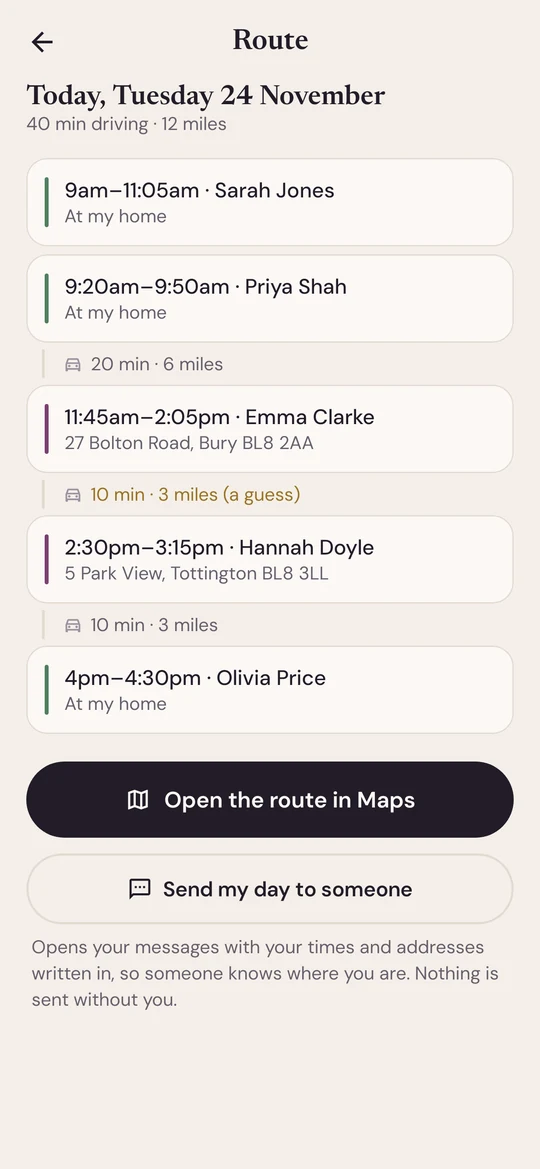 Route
Today, Tuesday 24 November
40 min driving · 12 miles
9am–11:05am · Sarah Jones
At my home
9:20am–9:50am · Priya Shah
At my home
20 min · 6 miles
11:45am–2:05pm · Emma Clarke
27 Bolton Road, Bury BL8 2AA
10 min · 3 miles (a guess)
2:30pm–3:15pm · Hannah Doyle
5 Park View, Tottington BL8 3LL
10 min · 3 miles
4pm–4:30pm · Olivia Price
At my home
Open the route in Maps
Send my day to someone
Opens your messages with your times and addresses
written in, so someone knows where you are. Nothing is
sent without you.